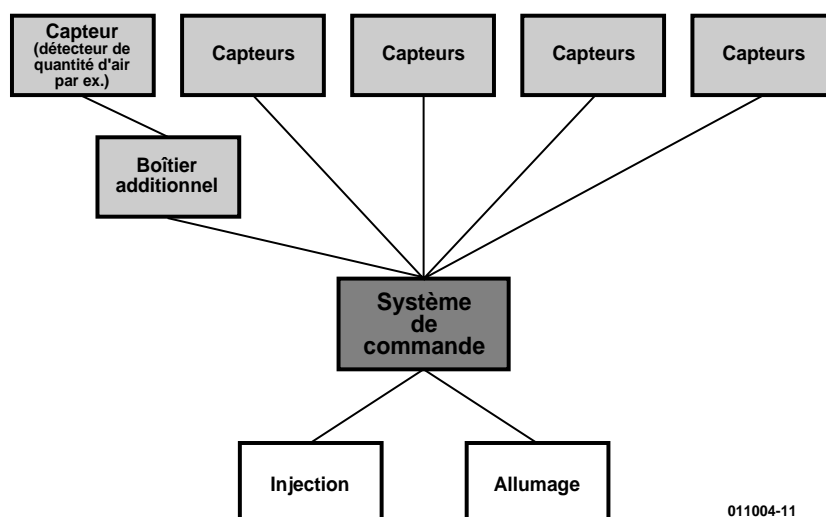 Capteur
(détecteur de
quantité d'air
par ex.)
Capteurs
Capteurs
Capteurs
Capteurs
Boîtier
additionnel
Système
de
commande
Injection
Allumage
011004-11